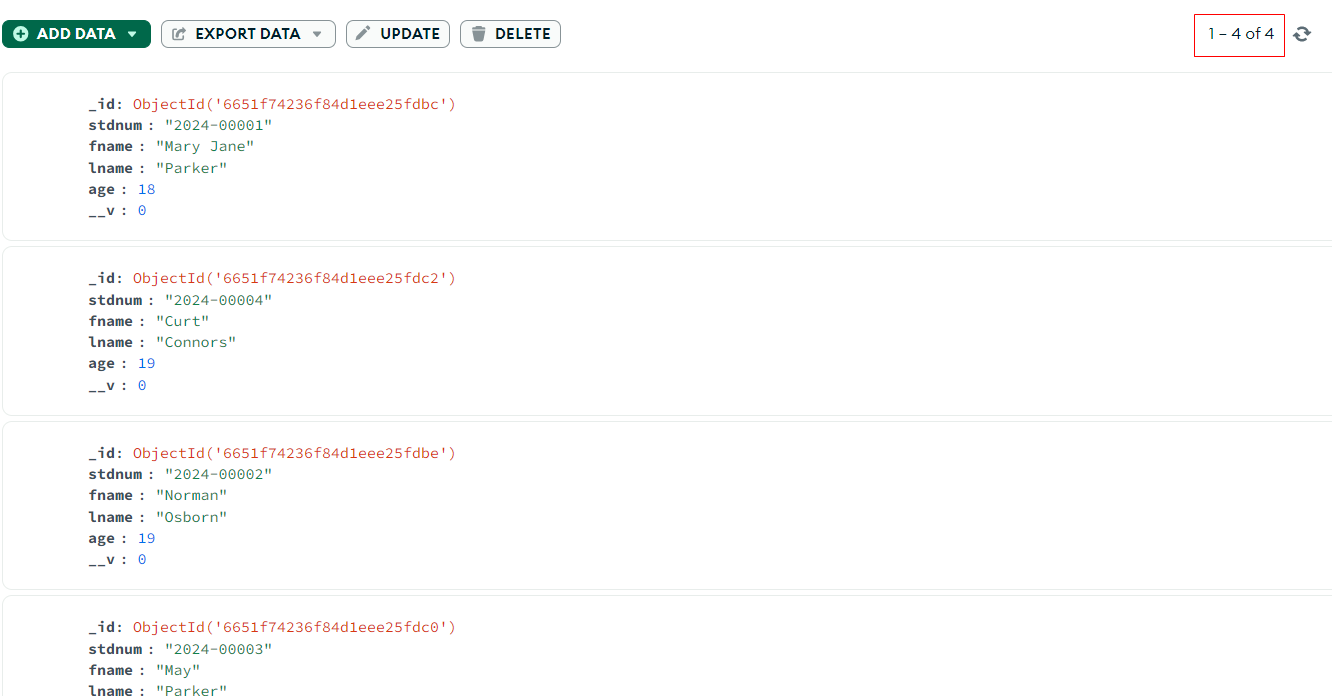 ADD DATA EXPORT DATA UPDATE DELETE 1 – 4 of 4
_id: ObjectId('6651f74236f84d1eee25fdbc')
stdnum : "2024-00001"
fname : "Mary Jane"
lname : "Parker"
age : 18
__v : 0
_id: ObjectId('6651f74236f84d1eee25fdc2')
stdnum : "2024-00004"
fname : "Curt"
lname : "Connors"
age : 19
__v : 0
_id: ObjectId('6651f74236f84d1eee25fdbe')
stdnum : "2024-00002"
fname : "Norman"
lname : "Osborn"
age : 19
__v : 0
_id: ObjectId('6651f74236f84d1eee25fdc0')
stdnum : "2024-00003"
fname : "May"
lname : "Parker"